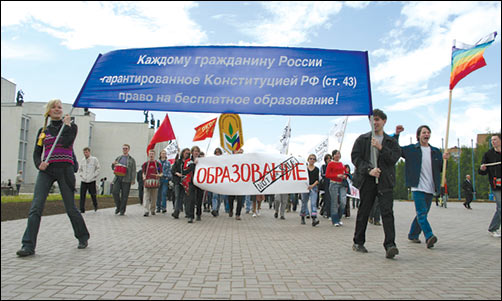 Каждому гражданину России
-гарантированное Конституцией РФ (ст. 43)
право на бесплатное образование!
ОБРАЗОВАНИЕ